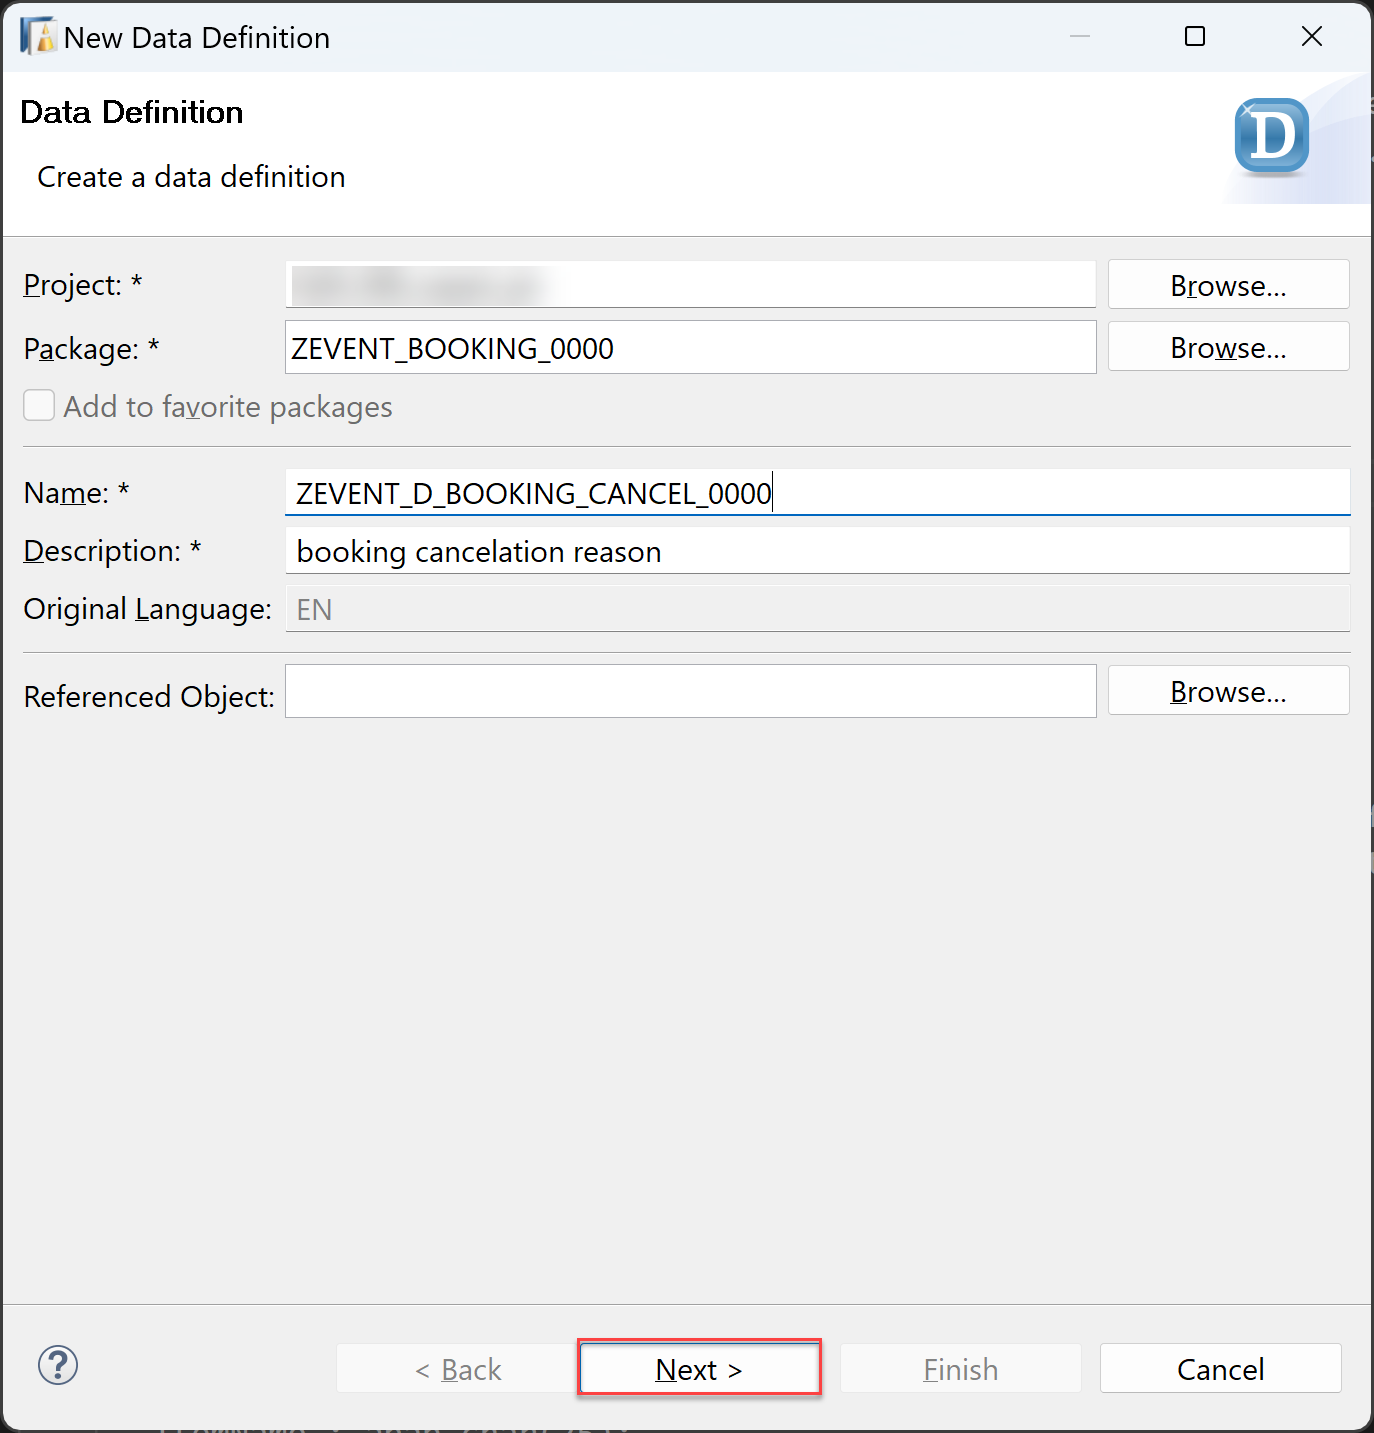 New Data Definition
Data Definition
D
Create a data definition
Project: *
Browse...
Package: * ZEVENT_BOOKING_0000 Browse...
Add to favorite packages
Name: * ZEVENT_D_BOOKING_CANCEL_0000
Description: * booking cancelation reason
Original Language: EN
Referenced Object: Browse...
? < Back Next > Finish Cancel